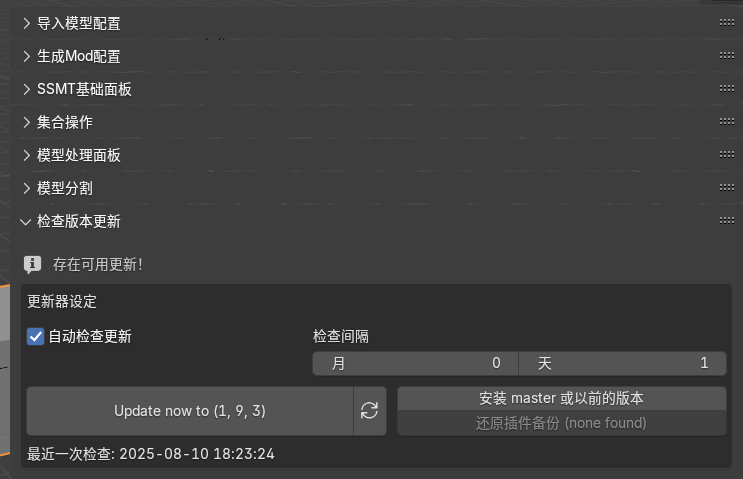 导入模型配置
生成Mod配置
SSMT基础面板
集合操作
模型处理面板
模型分割
检查版本更新
存在可用更新!
更新器设定
自动检查更新
检查间隔
月 0 天 1
Update now to (1, 9, 3)
安装 master 或以前的版本
还原插件备份 (none found)
最近一次检查: 2025-08-10 18:23:24